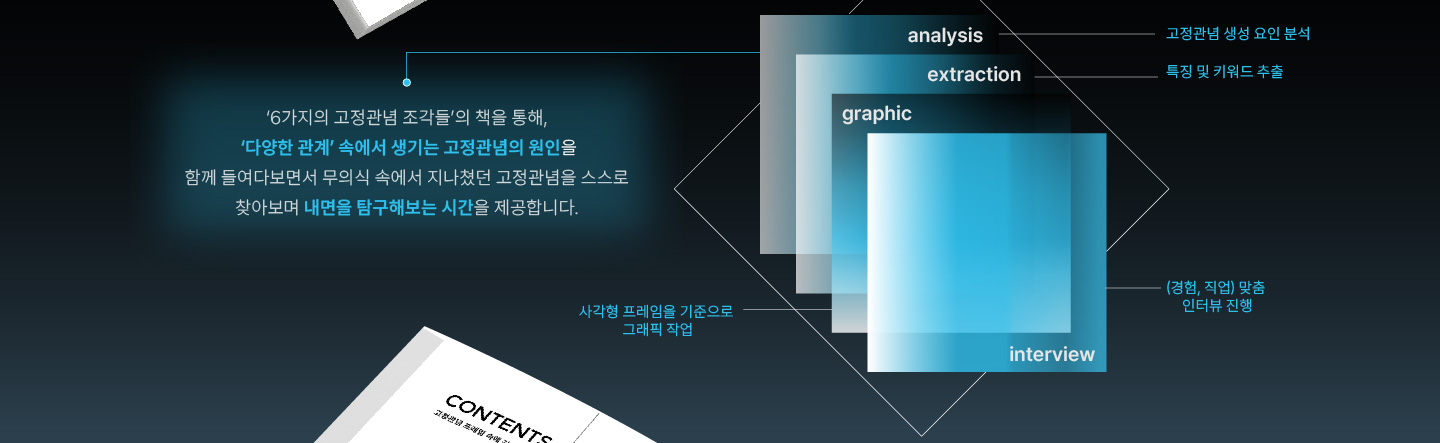 analysis
고정관념 생성 요인 분석
extraction
특징 및 키워드 추출
graphic
‘6가지의 고정관념 조각들’의 책을 통해,
‘다양한 관계’ 속에서 생기는 고정관념의 원인을
함께 들여다보면서 무의식 속에서 지나쳤던 고정관념을 스스로
찾아보며 내면을 탐구해보는 시간을 제공합니다.
(경험, 직업) 맞춤
인터뷰 진행
사각형 프레임을 기준으로
그래픽 작업
interview
CONTENTS
고정관념 프레임 속에